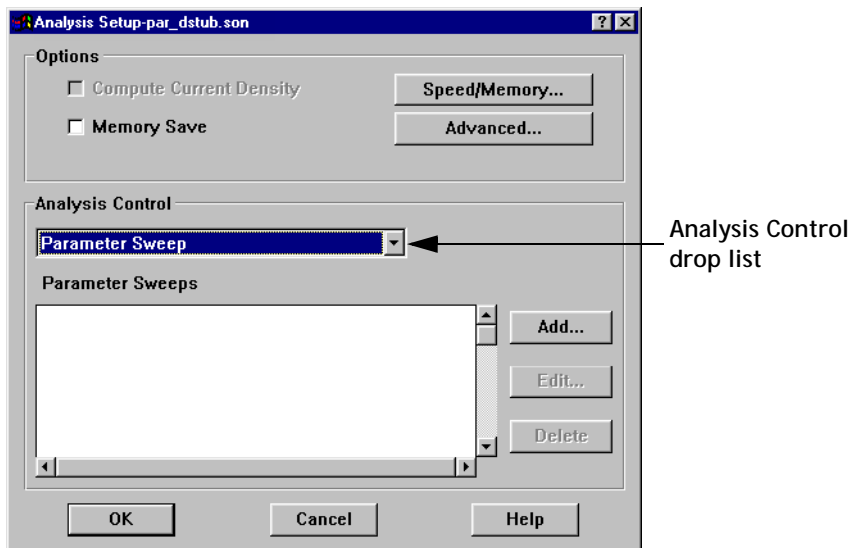 Analysis Setup-par_dstub.son
Options
Compute Current Density
Speed/Memory...
Memory Save
Advanced...
Analysis Control
Parameter Sweep
Analysis Control
drop list
Parameter Sweeps
Add...
Edit...
Delete
OK
Cancel
Help